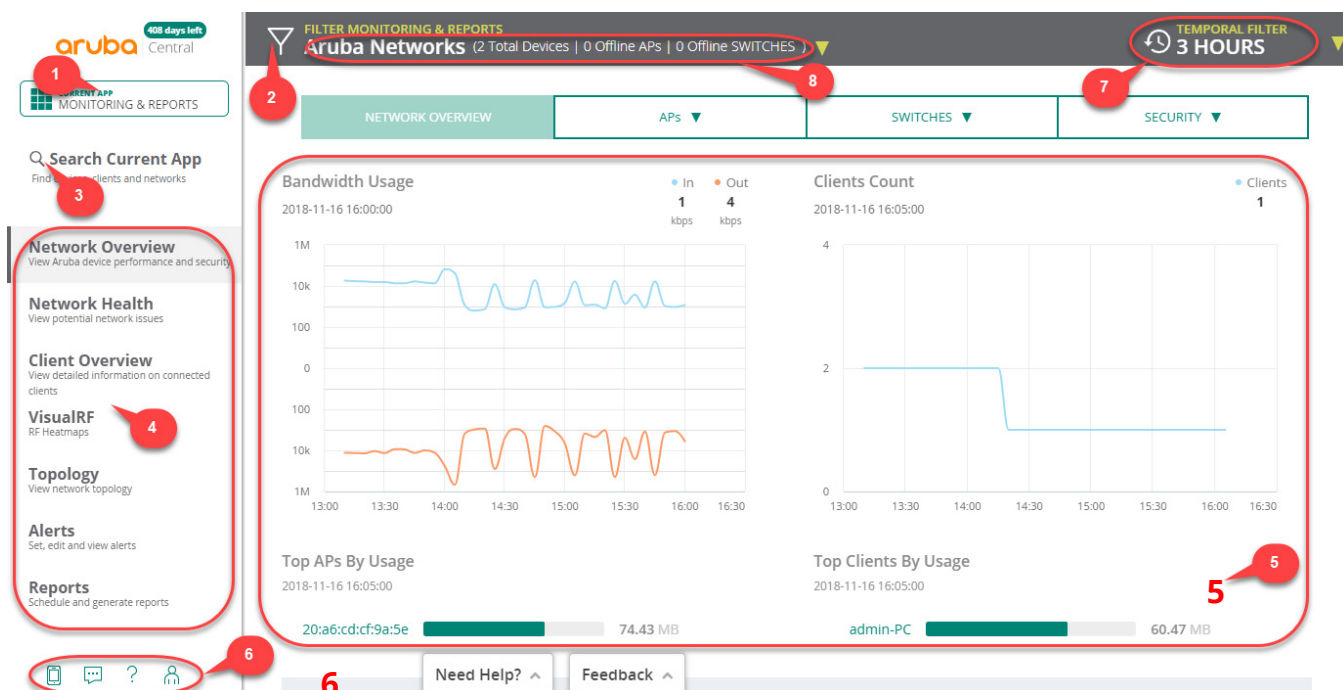 aruba
408 days left
Central
1
CURRENT APP
MONITORING & REPORTS
Search Current App
clients and networks
3
Network Overview
View Aruba device performance and security
Network Health
View potential network issues
Client Overview
View detailed information on connected
clients
VisualRF
RF Heatmaps
4
Topology
View network topology
Alerts
Set, edit and view alerts
Reports
Schedule and generate reports
?
6
FILTER MONITORING & REPORTS
Aruba Networks (2 Total Devices | 0 Offline APs | 0 Offline SWITCHES )
2
8
TEMPORAL FILTER
3 HOURS
7
NETWORK OVERVIEW
APs ▼
SWITCHES ▼
SECURITY ▼
Bandwidth Usage
2018-11-16 16:00:00
In Out
1 4
kbps kbps
1M
10k
100
0
100
10k
1M
13:00 13:30 14:00 14:30 15:00 15:30 16:00 16:30
Clients Count
2018-11-16 16:05:00
Clients
1
4
2
0
13:00 13:30 14:00 14:30 15:00 15:30 16:00 16:30
Top APs By Usage
2018-11-16 16:05:00
20:a6:cd:cf:9a:5e 74.43 MB
Top Clients By Usage
2018-11-16 16:05:00
5
5
admin-PC 60.47 MB
6
Need Help?
Feedback